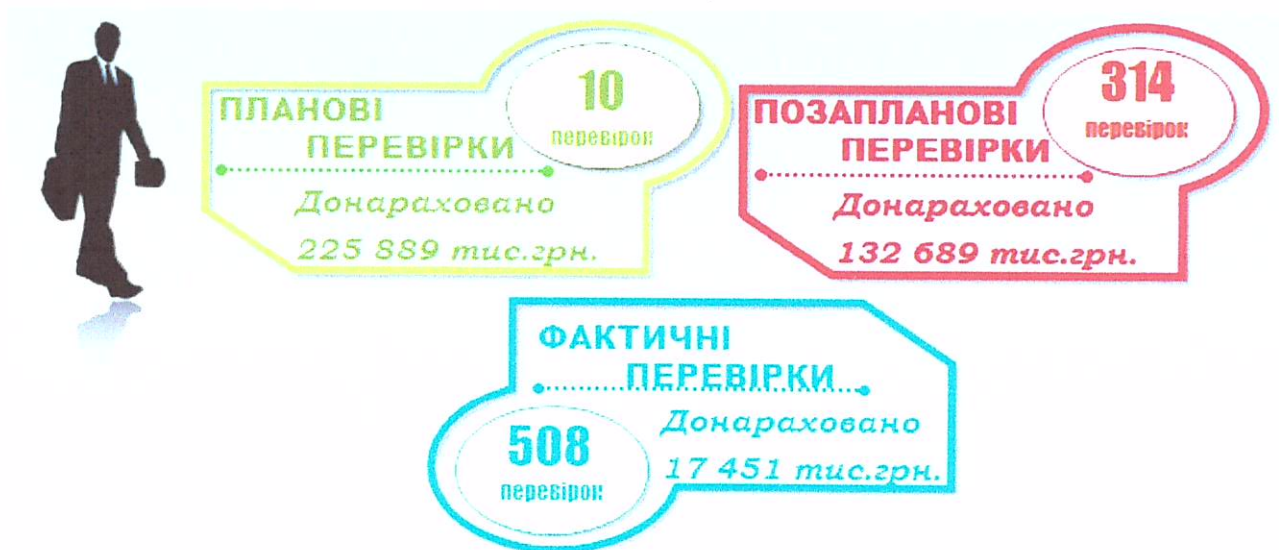 ПЛАНОВІ
ПЕРЕВІРКИ
10
перевірок
Донараховано
225 889 тис.грн.
ПОЗАПЛАНОВІ
ПЕРЕВІРКИ
314
перевірок
Донараховано
132 689 тис.грн.
ФАКТИЧНІ
ПЕРЕВІРКИ
508
перевірок
Донараховано
17 451 тис.грн.